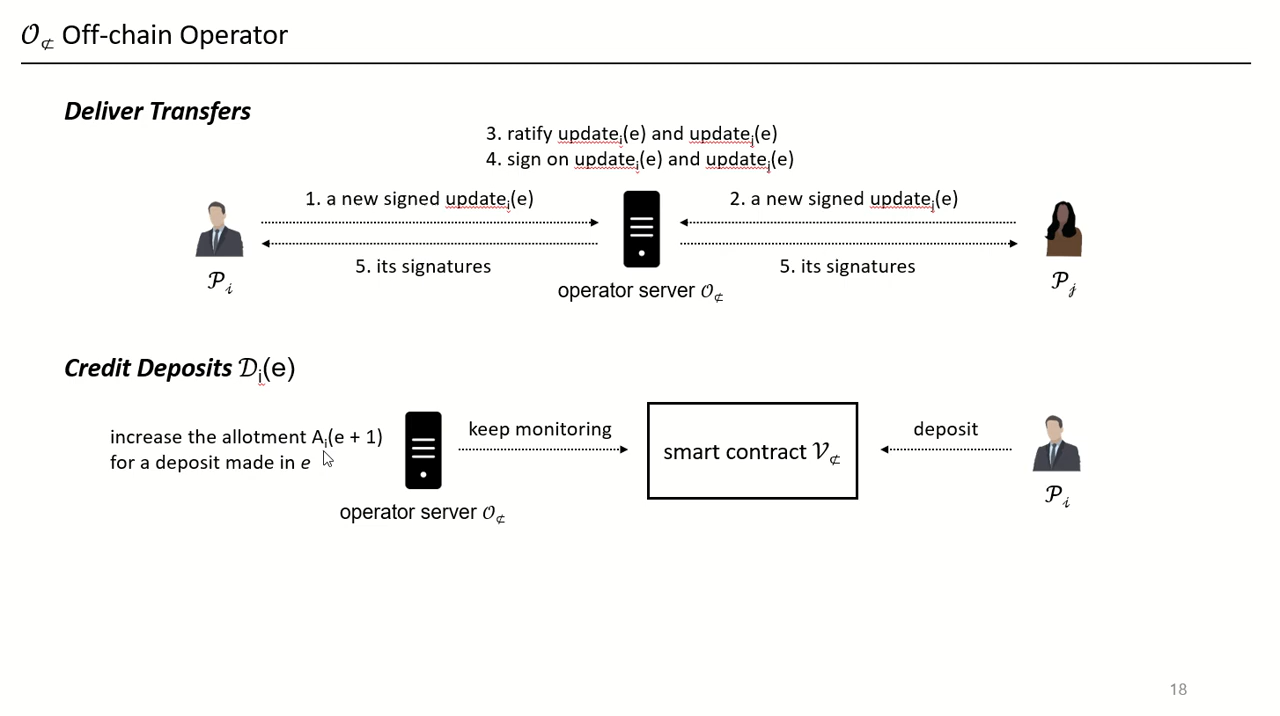 𝒪⊄ Off-chain Operator
Deliver Transfers
3. ratify updateᵢ(e) and updateⱼ(e)
4. sign on updateᵢ(e) and updateⱼ(e)
1. a new signed updateᵢ(e)
2. a new signed updateⱼ(e)
5. its signatures
5. its signatures
𝒫ᵢ
operator server 𝒪⊄
𝒫ⱼ
Credit Deposits 𝒟ᵢ(e)
increase the allotment Aᵢ(e + 1)
for a deposit made in e
keep monitoring
smart contract 𝒱⊄
deposit
operator server 𝒪⊄
𝒫ᵢ
18